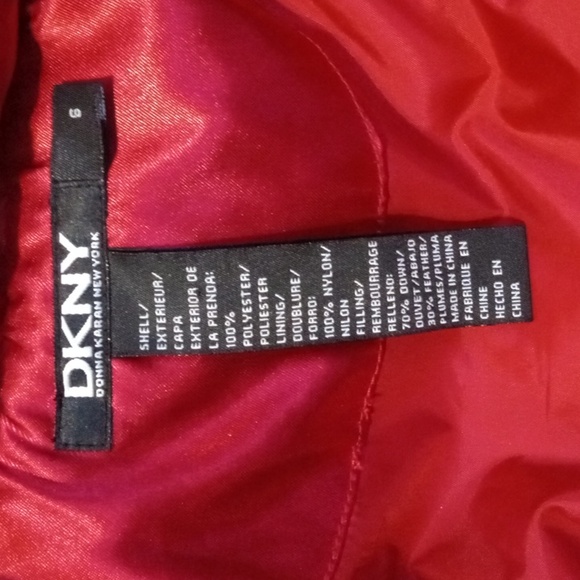 DKNY
DONNA KARAN NEW YORK
SHELL/
EXTERIEUR/
CAPA
EXTERIOR DE
LA PRENDA:
100%
POLYESTER/
POLIESTER
LINING/
DOUBLURE/
FORRO:
100% NYLON/
NILON
FILLING/
REMBOURRAGE
RELLENO:
70% DOWN/
DUVET/ABAJO
30% FEATHER/
PLUMES/PLUMA
MADE IN CHINA
FABRIQUE EN
CHINE
HECHO EN
CHINA